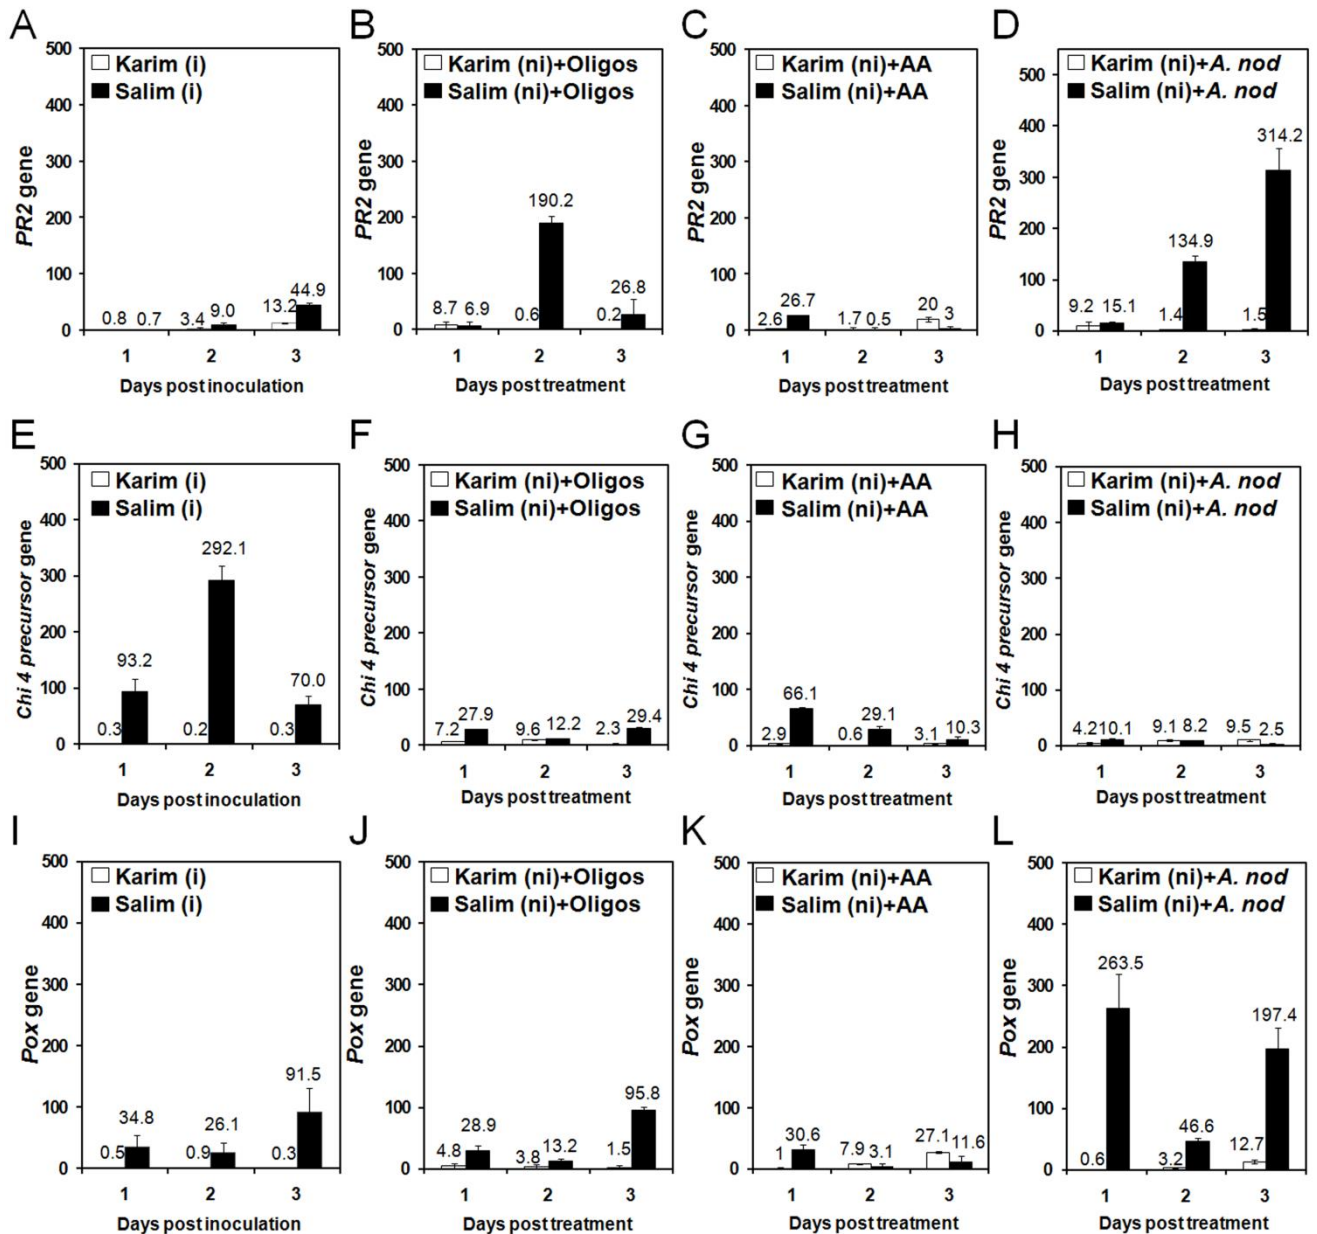 A
PR2 gene
500
400
300
200
100
0
Karim (i)
Salim (i)
0.8 0.7 3.4 9.0 13.2 44.9
1 2 3
Days post inoculation
B
PR2 gene
500
400
300
200
100
0
Karim (ni)+Oligos
Salim (ni)+Oligos
8.7 6.9 0.6 190.2 0.2 26.8
1 2 3
Days post treatment
C
PR2 gene
500
400
300
200
100
0
Karim (ni)+AA
Salim (ni)+AA
2.6 26.7 1.7 0.5 20 3
1 2 3
Days post treatment
D
PR2 gene
500
400
300
200
100
0
Karim (ni)+A. nod
Salim (ni)+A. nod
9.2 15.1 1.4 134.9 1.5 314.2
1 2 3
Days post treatment
E
Chi 4 precursor gene
500
400
300
200
100
0
Karim (i)
Salim (i)
0.3 93.2 0.2 292.1 0.3 70.0
1 2 3
Days post inoculation
F
Chi 4 precursor gene
500
400
300
200
100
0
Karim (ni)+Oligos
Salim (ni)+Oligos
7.2 27.9 9.6 12.2 2.3 29.4
1 2 3
Days post treatment
G
Chi 4 precursor gene
500
400
300
200
100
0
Karim (ni)+AA
Salim (ni)+AA
2.9 66.1 0.6 29.1 3.1 10.3
1 2 3
Days post treatment
H
Chi 4 precursor gene
500
400
300
200
100
0
Karim (ni)+A. nod
Salim (ni)+A. nod
4.2 10.1 9.1 8.2 9.5 2.5
1 2 3
Days post treatment
I
Pox gene
500
400
300
200
100
0
Karim (i)
Salim (i)
0.5 34.8 0.9 26.1 0.3 91.5
1 2 3
Days post inoculation
J
Pox gene
500
400
300
200
100
0
Karim (ni)+Oligos
Salim (ni)+Oligos
4.8 28.9 3.8 13.2 1.5 95.8
1 2 3
Days post treatment
K
Pox gene
500
400
300
200
100
0
Karim (ni)+AA
Salim (ni)+AA
1 30.6 7.9 3.1 27.1 11.6
1 2 3
Days post treatment
L
Pox gene
500
400
300
200
100
0
Karim (ni)+A. nod
Salim (ni)+A. nod
0.6 263.5 3.2 46.6 12.7 197.4
1 2 3
Days post treatment